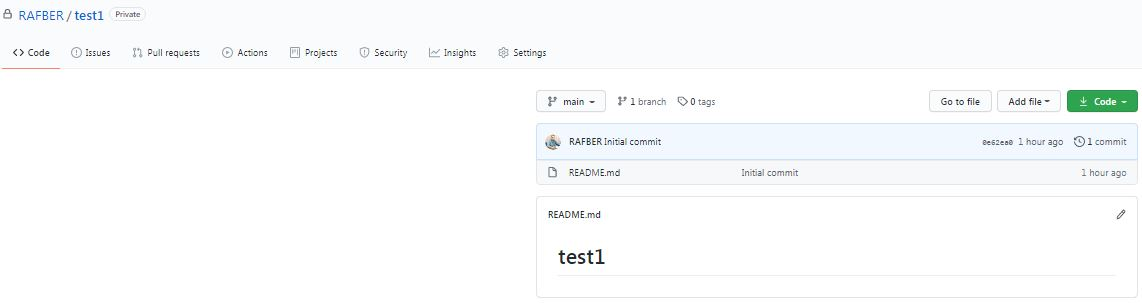 RAFBER / test1 Private
Code Issues Pull requests Actions Projects Security Insights Settings
main 1 branch 0 tags Go to file Add file Code
RAFBER Initial commit 0e62ea0 1 hour ago 1 commit
README.md Initial commit 1 hour ago
README.md
test1